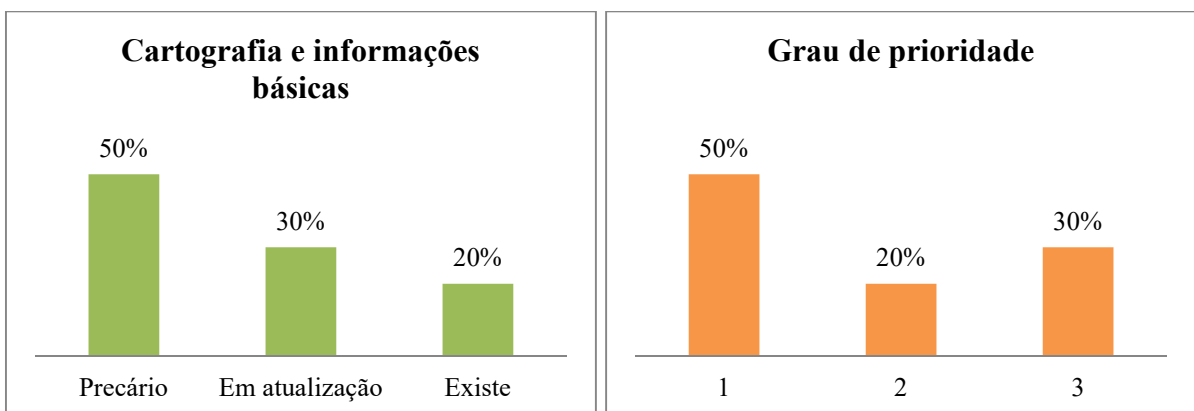 Cartografia e informações
básicas
50%
30%
20%
Precário
Em atualização
Existe
Grau de prioridade
50%
20%
30%
1
2
3